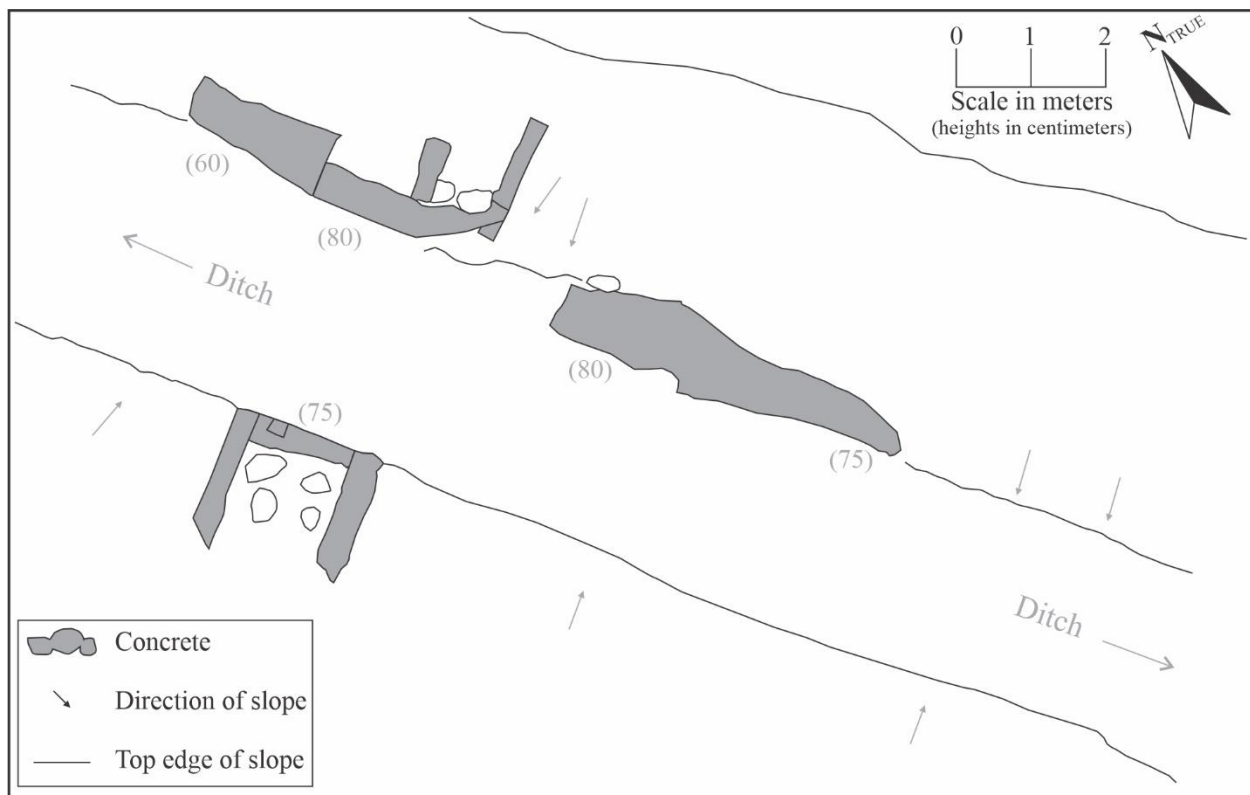 0 1 2
Scale in meters
(heights in centimeters)
N TRUE
(60)
(80)
Ditch
(80)
(75)
(75)
Ditch
Concrete
Direction of slope
Top edge of slope